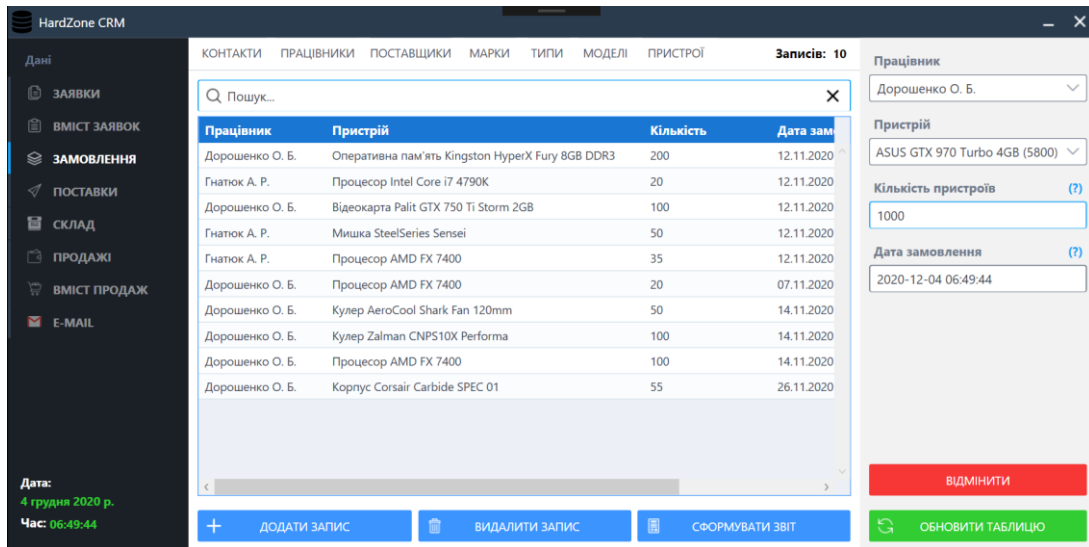 HardZone CRM
Дані
ЗАЯВКИ
ВМІСТ ЗАЯВОК
ЗАМОВЛЕННЯ
ПОСТАВКИ
СКЛАД
ПРОДАЖІ
ВМІСТ ПРОДАЖ
E-MAIL
Дата:
4 грудня 2020 р.
Час: 06:49:44
КОНТАКТИ ПРАЦІВНИКИ ПОСТАВЩИКИ МАРКИ ТИПИ МОДЕЛІ ПРИСТРОЇ Записів: 10
Пошук...
Працівник Пристрій Кількість Дата зам
Дорошенко О. Б. Оперативна пам'ять Kingston HyperX Fury 8GB DDR3 200 12.11.2020
Гнатюк А. Р. Процесор Intel Core i7 4790K 20 12.11.2020
Дорошенко О. Б. Відеокарта Palit GTX 750 Ti Storm 2GB 100 12.11.2020
Гнатюк А. Р. Мишка SteelSeries Sensei 50 12.11.2020
Гнатюк А. Р. Процесор AMD FX 7400 35 12.11.2020
Дорошенко О. Б. Процесор AMD FX 7400 20 07.11.2020
Дорошенко О. Б. Кулер AeroCool Shark Fan 120mm 50 14.11.2020
Дорошенко О. Б. Кулер Zalman CNPS10X Performa 100 14.11.2020
Дорошенко О. Б. Процесор AMD FX 7400 100 14.11.2020
Дорошенко О. Б. Корпус Corsair Carbide SPEC 01 55 26.11.2020
ДОДАТИ ЗАПИС ВИДАЛИТИ ЗАПИС СФОРМУВАТИ ЗВІТ
Працівник
Дорошенко О. Б.
Пристрій
ASUS GTX 970 Turbo 4GB (5800)
Кількість пристроїв (?)
1000
Дата замовлення (?)
2020-12-04 06:49:44
ВІДМІНИТИ
ОБНОВИТИ ТАБЛИЦЮ